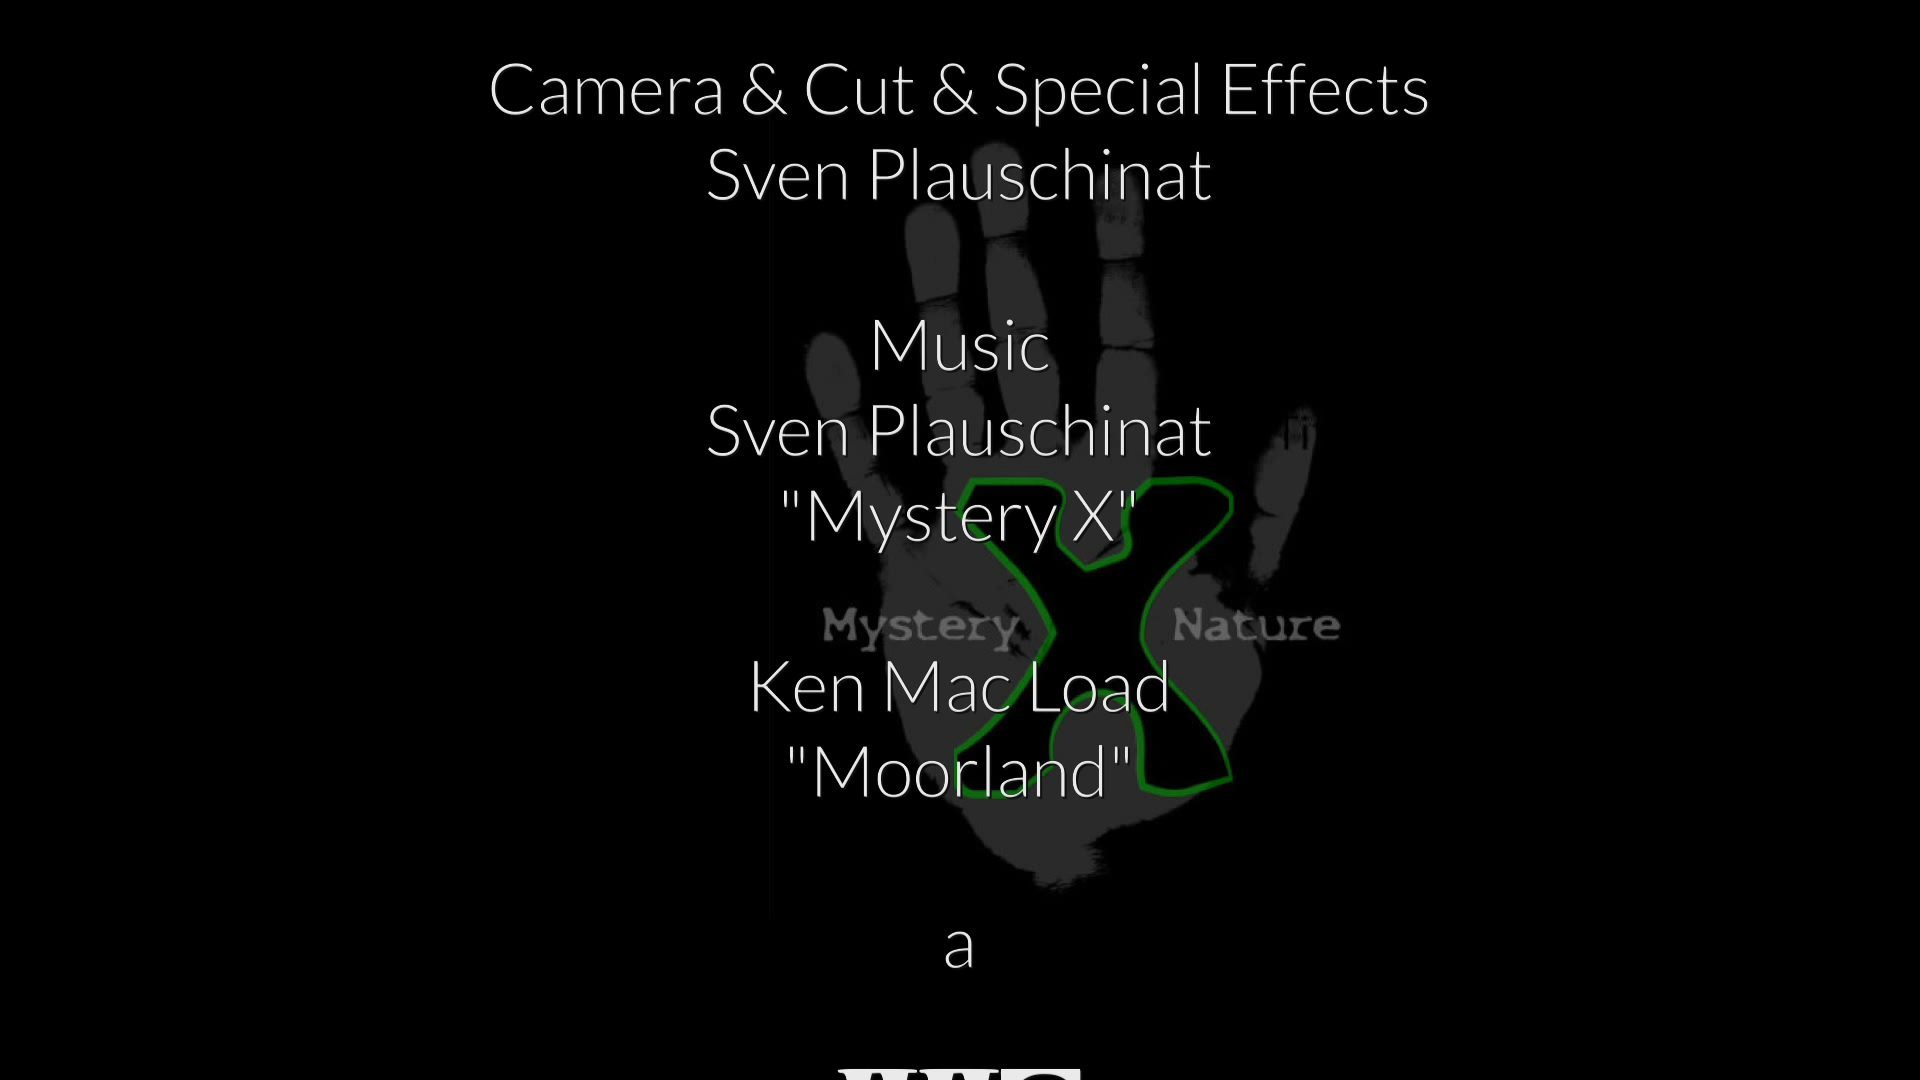 Camera & Cut & Special Effects
Sven Plauschinat
Music
Sven Plauschinat
"Mystery X"
Mystery Nature
Ken Mac Load
"Moorland"
a